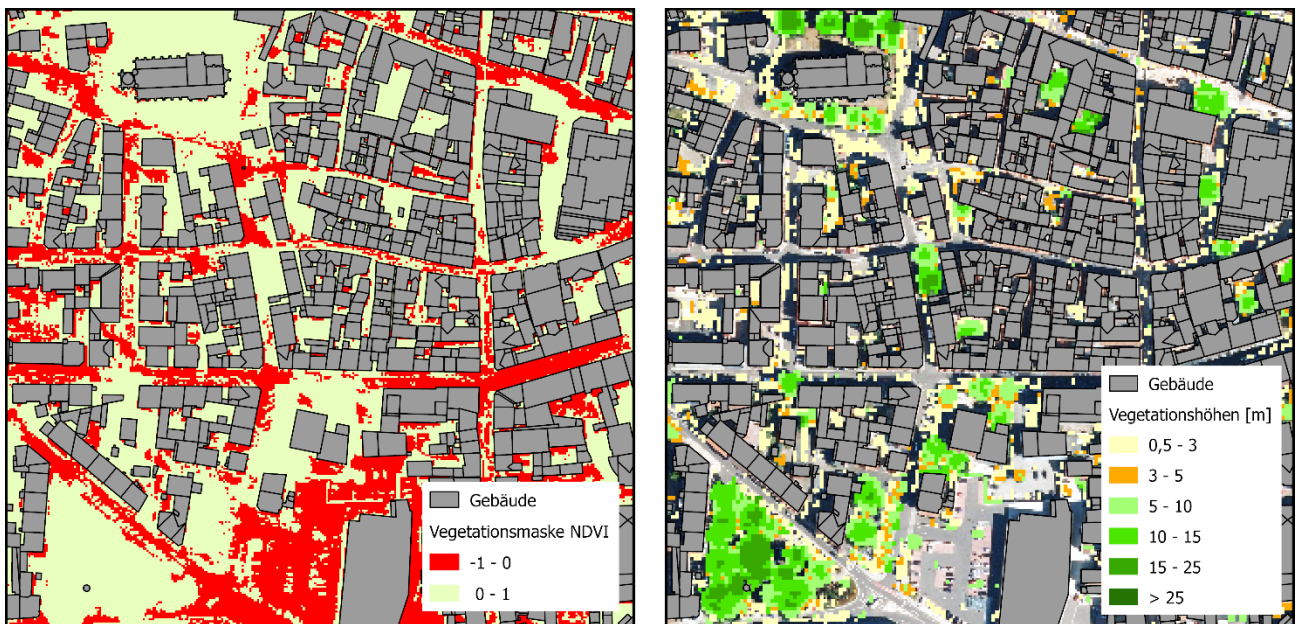 Gebäude
Vegetationsmaske NDVI
-1 - 0
0 - 1
Gebäude
Vegetationshöhen [m]
0,5 - 3
3 - 5
5 - 10
10 - 15
15 - 25
> 25